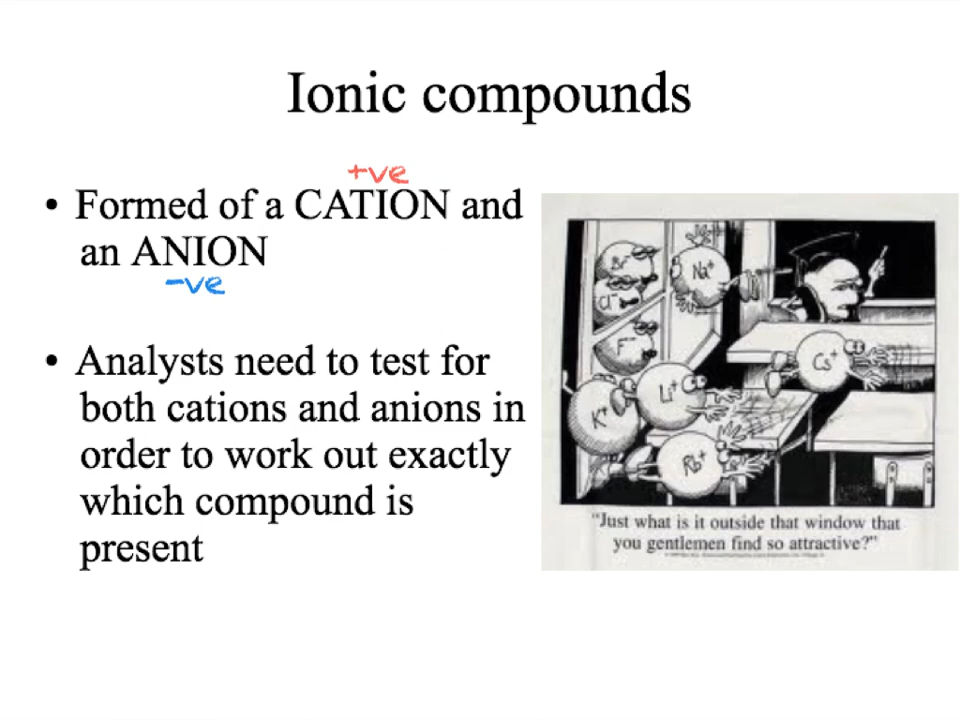 Ionic compounds
+ve
• Formed of a CATION and
an ANION
-ve
• Analysts need to test for
both cations and anions in
order to work out exactly
which compound is
present
Br⁻
Cl⁻
F⁻
Na⁺
K⁺
Li⁺
Rb⁺
Cs⁺
"Just what is it outside that window that
you gentlemen find so attractive?"